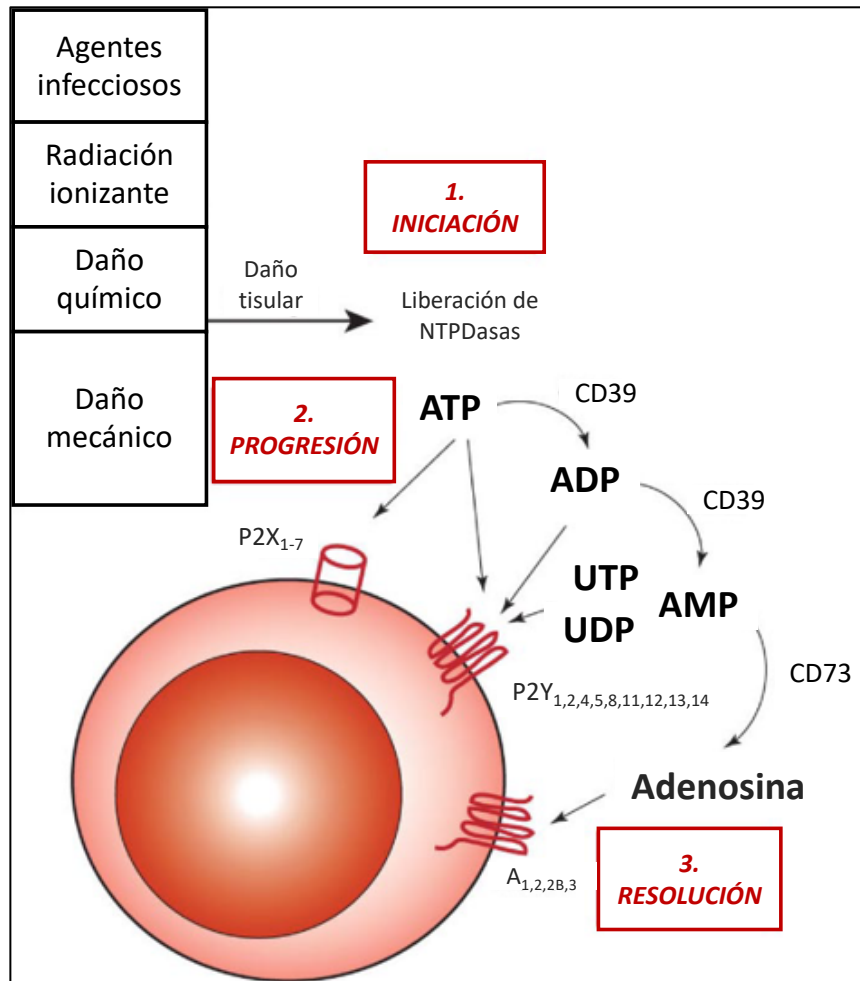 Agentes
infecciosos
Radiación
ionizante
Daño
químico
Daño
mecánico
Daño
tisular
1.
INICIACIÓN
Liberación de
NTPDasas
2.
PROGRESIÓN
ATP
CD39
ADP
CD39
P2X1-7
UTP
UDP
AMP
P2Y1,2,4,5,8,11,12,13,14
CD73
Adenosina
A1,2,2B,3
3.
RESOLUCIÓN